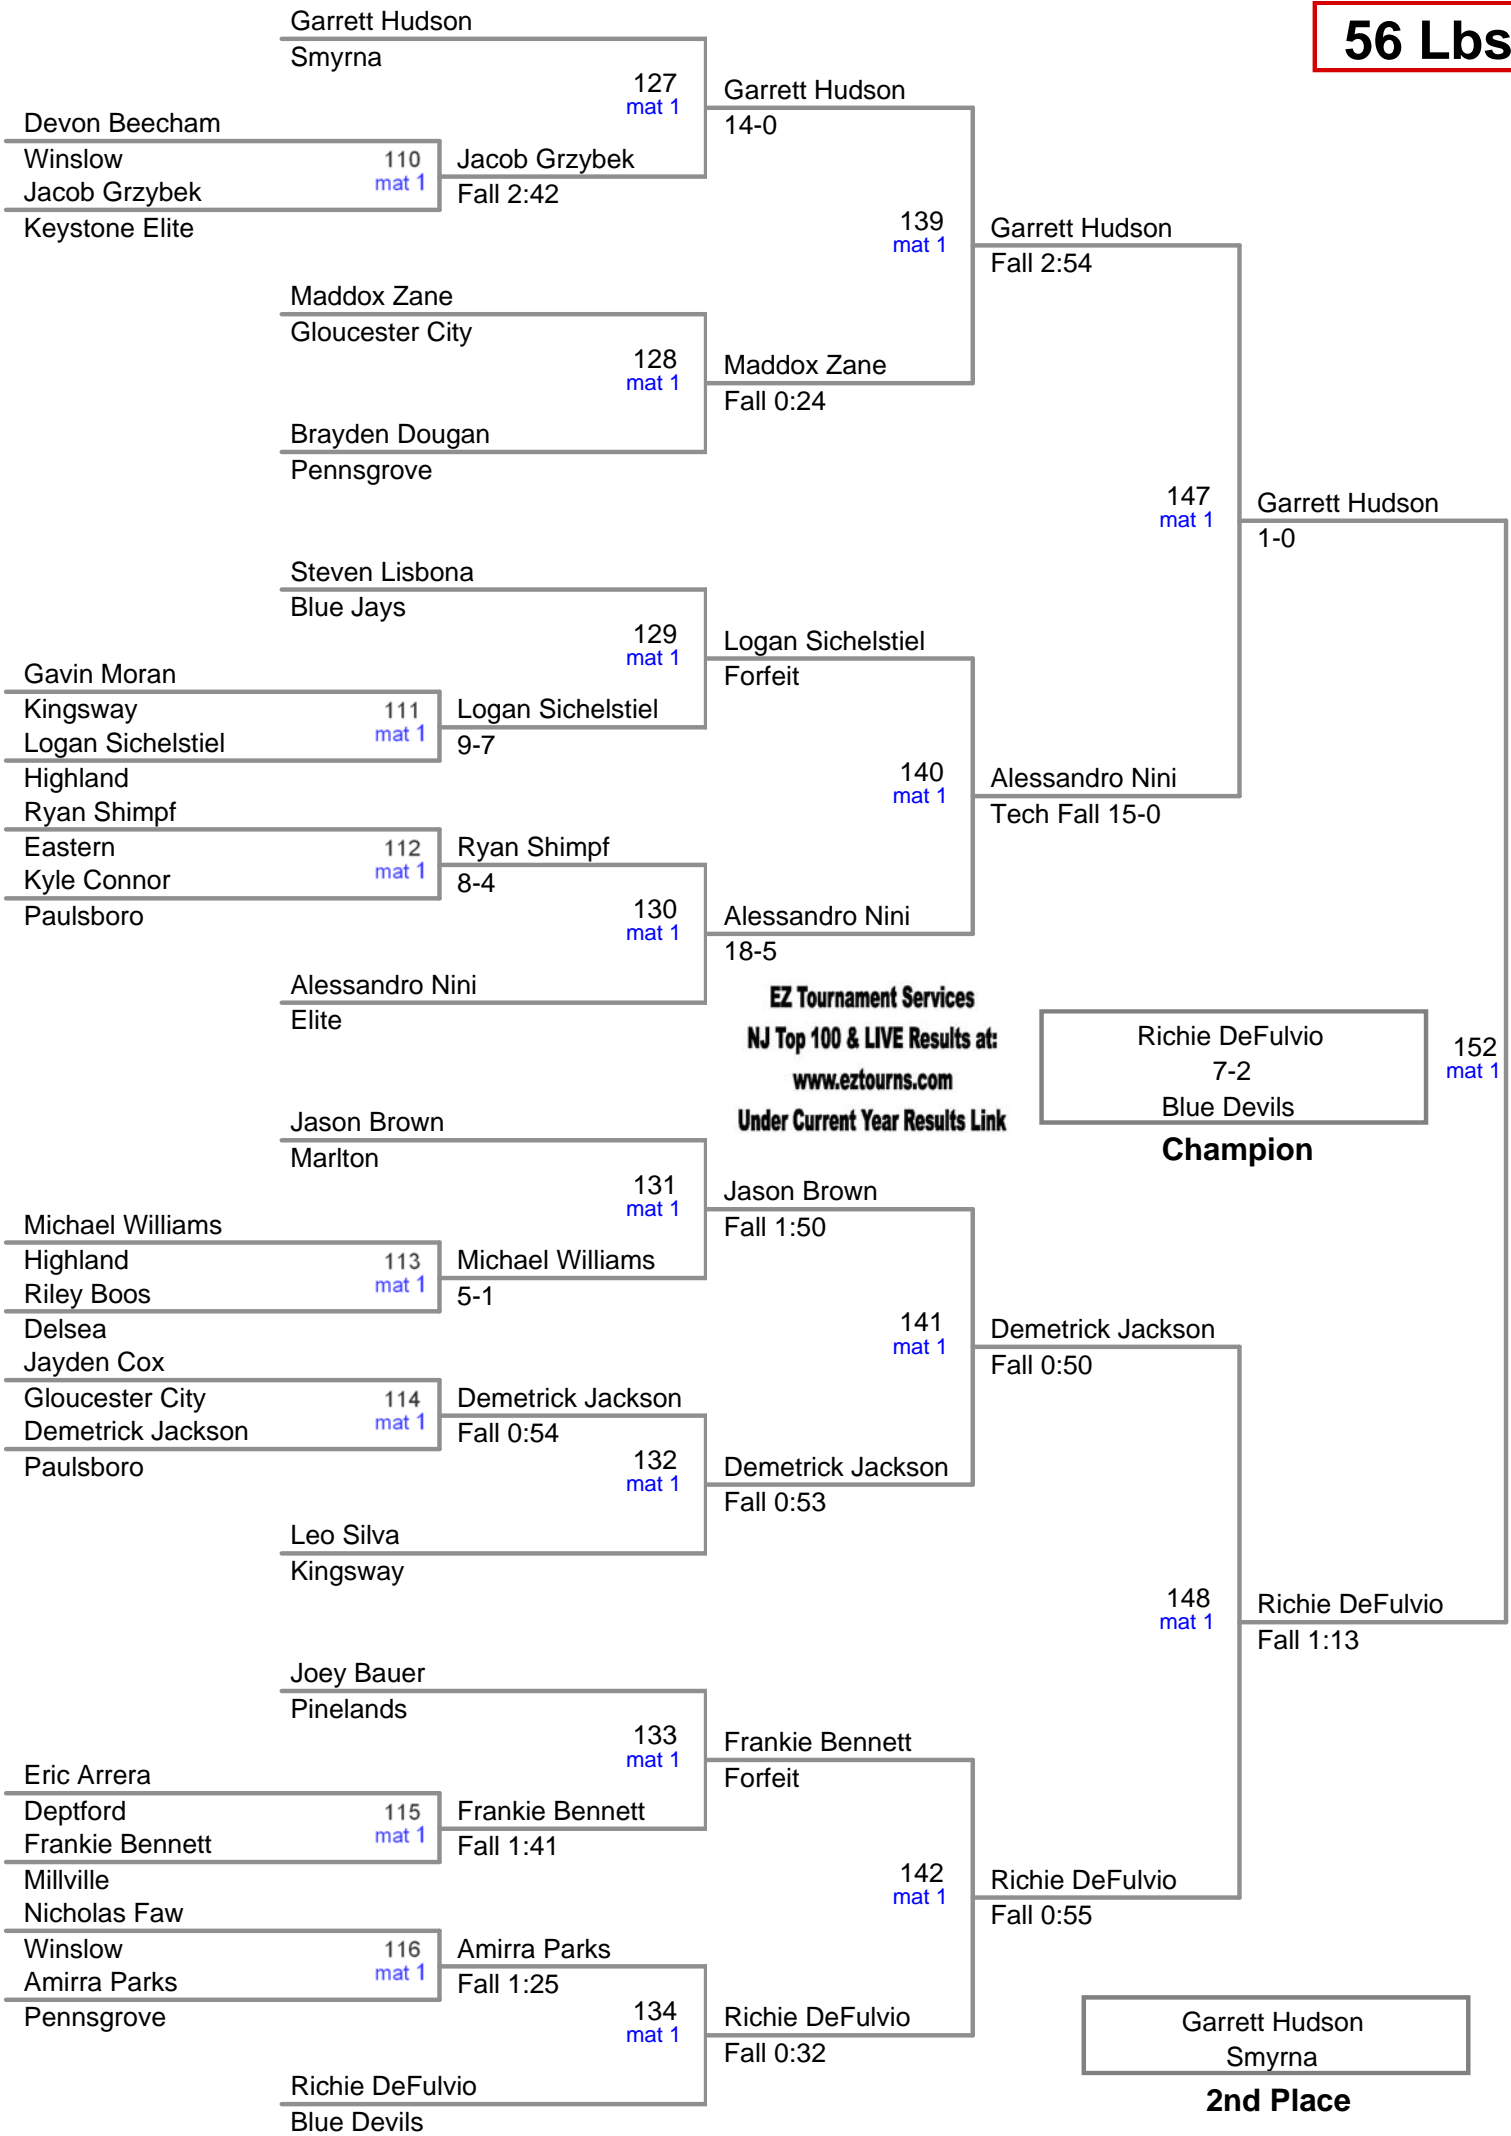 Garrett Hudson
56 Lbs
Smyrna
127
mat 1
Garrett Hudson
14-0
Devon Beecham
Winslow
110
mat 1
Jacob Grzybek
Jacob Grzybek
Fall 2:42
Keystone Elite
139
mat 1
Garrett Hudson
Fall 2:54
Maddox Zane
Gloucester City
128
mat 1
Maddox Zane
Fall 0:24
Brayden Dougan
Pennsgrove
147
mat 1
Garrett Hudson
1-0
Steven Lisbona
Blue Jays
129
mat 1
Logan Sichelstiel
Forfeit
Gavin Moran
Kingsway
111
mat 1
Logan Sichelstiel
Logan Sichelstiel
9-7
Highland
140
mat 1
Alessandro Nini
Tech Fall 15-0
Ryan Shimpf
Eastern
112
mat 1
Ryan Shimpf
8-4
Kyle Connor
Paulsboro
130
mat 1
Alessandro Nini
18-5
Alessandro Nini
Elite
EZ Tournament Services
NJ Top 100 & LIVE Results at:
www.eztourns.com
Under Current Year Results Link
Richie DeFulvio
7-2
Blue Devils
Champion
152
mat 1
Jason Brown
Marlton
131
mat 1
Jason Brown
Fall 1:50
Michael Williams
Highland
113
mat 1
Michael Williams
5-1
Riley Boos
Delsea
141
mat 1
Demetrick Jackson
Fall 0:50
Jayden Cox
Gloucester City
114
mat 1
Demetrick Jackson
Fall 0:54
Demetrick Jackson
Paulsboro
132
mat 1
Demetrick Jackson
Fall 0:53
Leo Silva
Kingsway
148
mat 1
Richie DeFulvio
Fall 1:13
Joey Bauer
Pinelands
133
mat 1
Frankie Bennett
Forfeit
Eric Arrera
Deptford
115
mat 1
Frankie Bennett
Fall 1:41
Frankie Bennett
Millville
142
mat 1
Richie DeFulvio
Fall 0:55
Nicholas Faw
Winslow
116
mat 1
Amirra Parks
Fall 1:25
Amirra Parks
Pennsgrove
134
mat 1
Richie DeFulvio
Fall 0:32
Richie DeFulvio
Blue Devils
Garrett Hudson
Smyrna
2nd Place